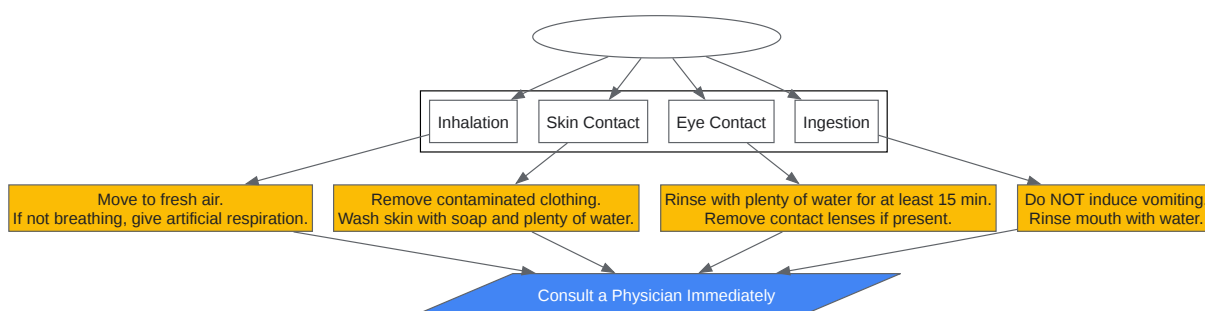 Inhalation
Skin Contact
Eye Contact
Ingestion
Move to fresh air.
If not breathing, give artificial respiration.
Remove contaminated clothing.
Wash skin with soap and plenty of water.
Rinse with plenty of water for at least 15 min.
Remove contact lenses if present.
Do NOT induce vomiting.
Rinse mouth with water.
Consult a Physician Immediately